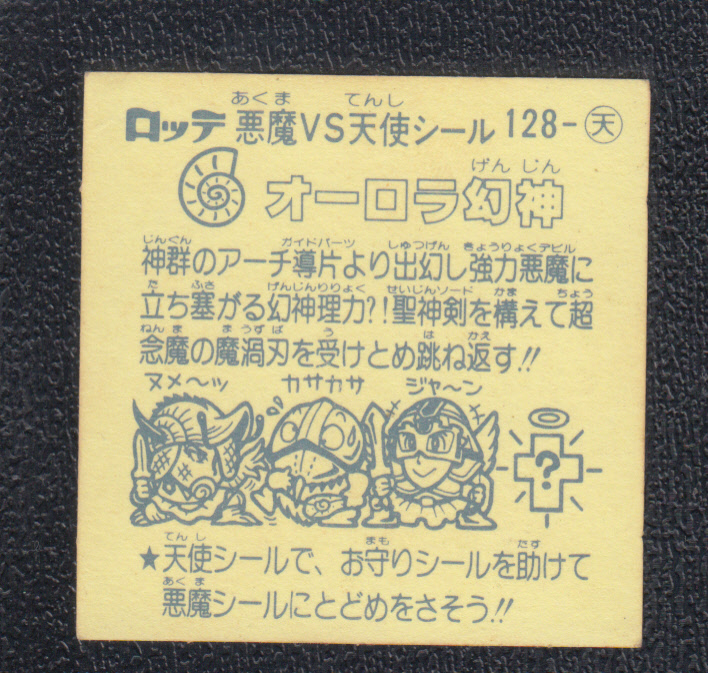 ロッテ 悪魔VS天使シール 128-天
あくま てんし
オーロラ幻神
げん じん
神群のアーチ導片より出幻し強力悪魔に
じんぐん ガイドパーツ しゅつげん きょうりょくデビル
立ち塞がる幻神理力?!聖神剣を構えて超
た ふさ げんじんりりょく せいじんソード かま ちょう
念魔の魔渦刃を受けとめ跳ね返す!!
ねんま まうずば う は かえ
ヌメ〜ッ カサカサ ジャ〜ン
?
★天使シールで、お守りシールを助けて
てんし まも たす
悪魔シールにとどめをさそう!!
あくま